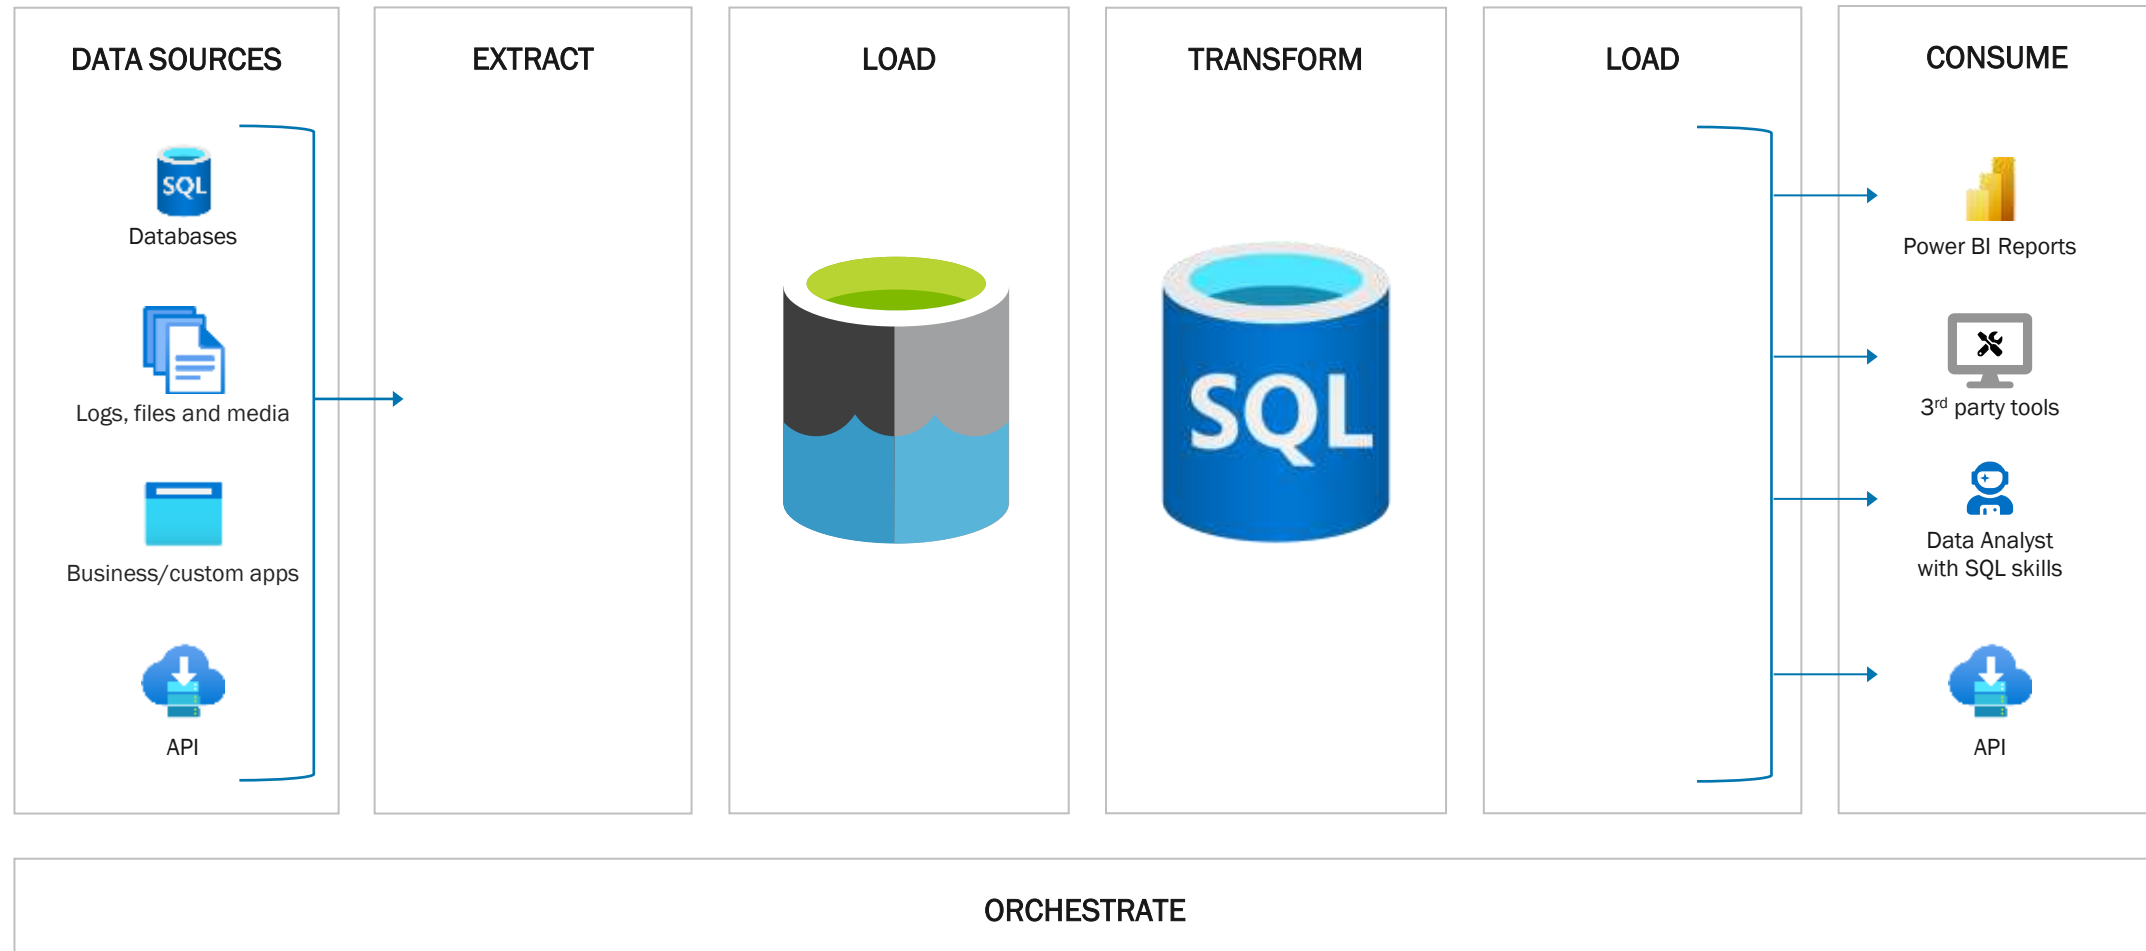 DATA SOURCES
EXTRACT
LOAD
TRANSFORM
LOAD
CONSUME
SQL
Databases
Logs, files and media
Business/custom apps
API
SQL
Power BI Reports
3rd party tools
Data Analyst
with SQL skills
API
ORCHESTRATE